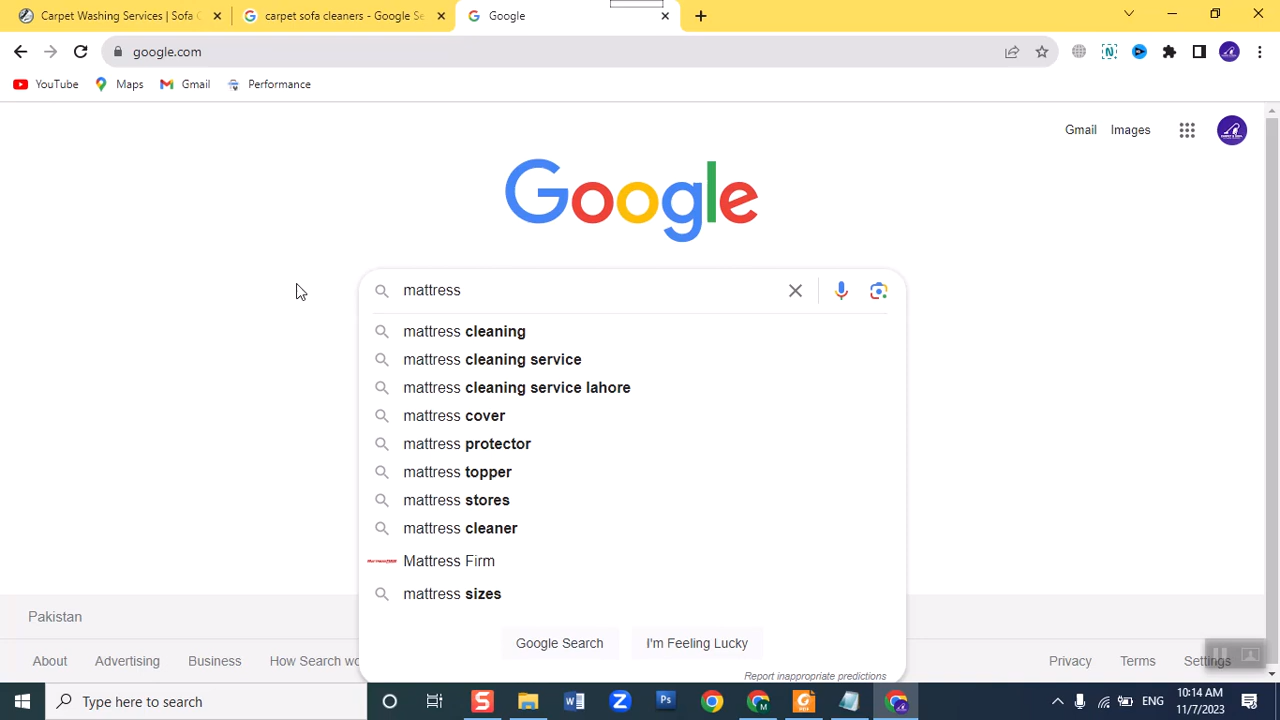 Carpet Washing Services | Sofa C
carpet sofa cleaners - Google Se
Google
google.com
YouTube
Maps
Gmail
Performance
Gmail
Images
Google
mattress
mattress cleaning
mattress cleaning service
mattress cleaning service lahore
mattress cover
mattress protector
mattress topper
mattress stores
mattress cleaner
Mattress Firm
mattress sizes
Google Search
I'm Feeling Lucky
Report inappropriate predictions
Pakistan
About
Advertising
Business
How Search wo
Privacy
Terms
Settings
Type here to search
ENG
10:14 AM
11/7/2023